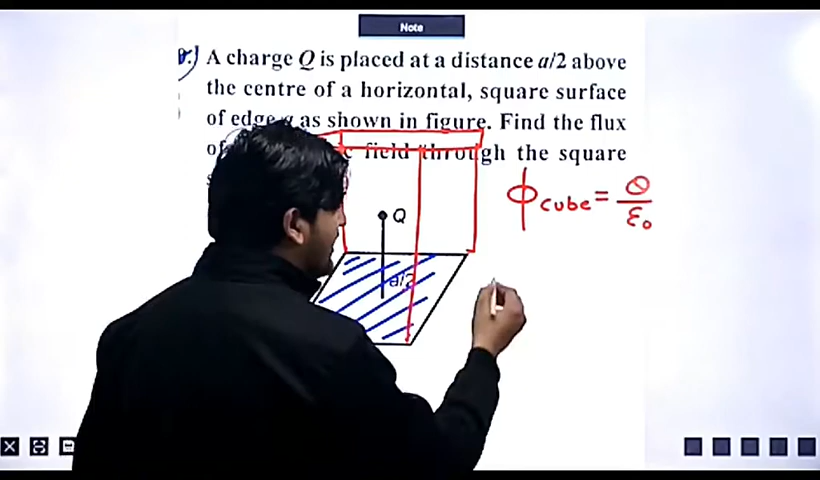 Note
A charge Q is placed at a distance a/2 above
the centre of a horizontal, square surface
of edge a as shown in figure. Find the flux
of field through the square
Q
a/2
ϕcube = Q/ε₀